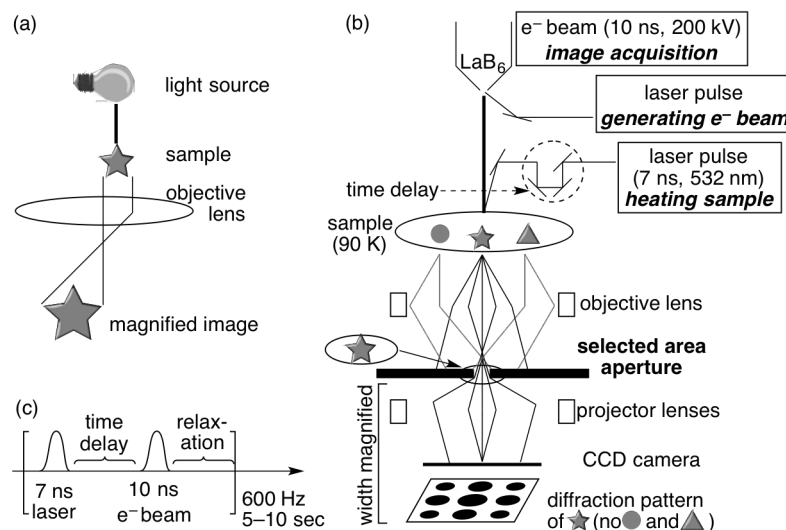 (a)
light source
sample
objective
lens
magnified image
(b)
e⁻ beam (10 ns, 200 kV)
image acquisition
LaB₆
laser pulse
generating e⁻ beam
laser pulse
(7 ns, 532 nm)
heating sample
time delay
sample
(90 K)
objective lens
selected area
aperture
width magnified
projector lenses
CCD camera
diffraction pattern
of (no and )
(c)
time
delay
relax-
ation
7 ns
laser
10 ns
e⁻ beam
600 Hz
5–10 sec